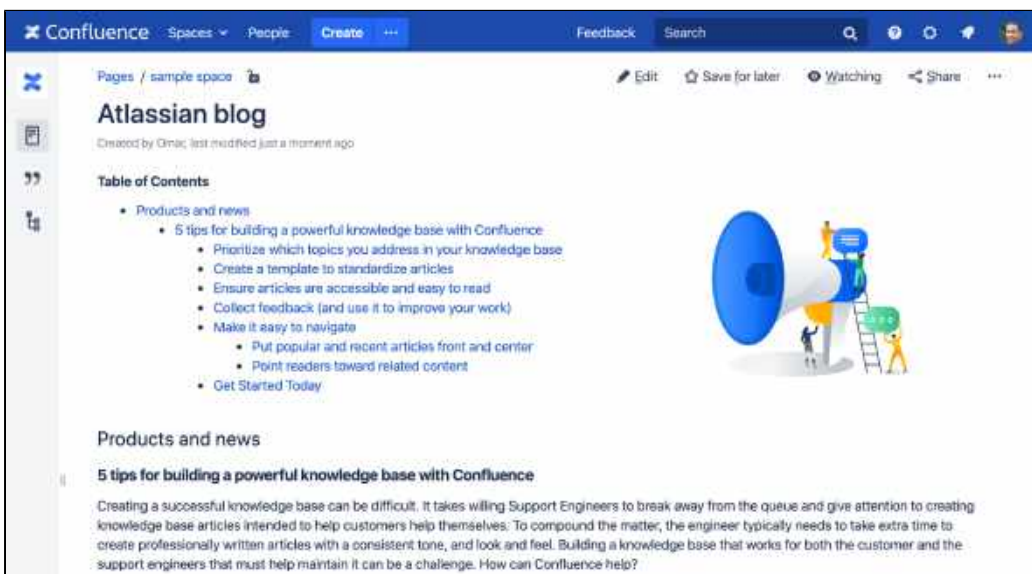 Confluence Spaces People Create ··· Feedback Search
Pages / sample space Edit Save for later Watching Share ···
Atlassian blog
Created by Omar, last modified just a moment ago
Table of Contents
• Products and news
• 5 tips for building a powerful knowledge base with Confluence
• Prioritize which topics you address in your knowledge base
• Create a template to standardize articles
• Ensure articles are accessible and easy to read
• Collect feedback (and use it to improve your work)
• Make it easy to navigate
• Put popular and recent articles front and center
• Point readers toward related content
• Get Started Today
Products and news
5 tips for building a powerful knowledge base with Confluence
Creating a successful knowledge base can be difficult. It takes willing Support Engineers to break away from the queue and give attention to creating
knowledge base articles intended to help customers help themselves. To compound the matter, the engineer typically needs to take extra time to
create professionally written articles with a consistent tone, and look and feel. Building a knowledge base that works for both the customer and the
support engineers that must help maintain it can be a challenge. How can Confluence help?